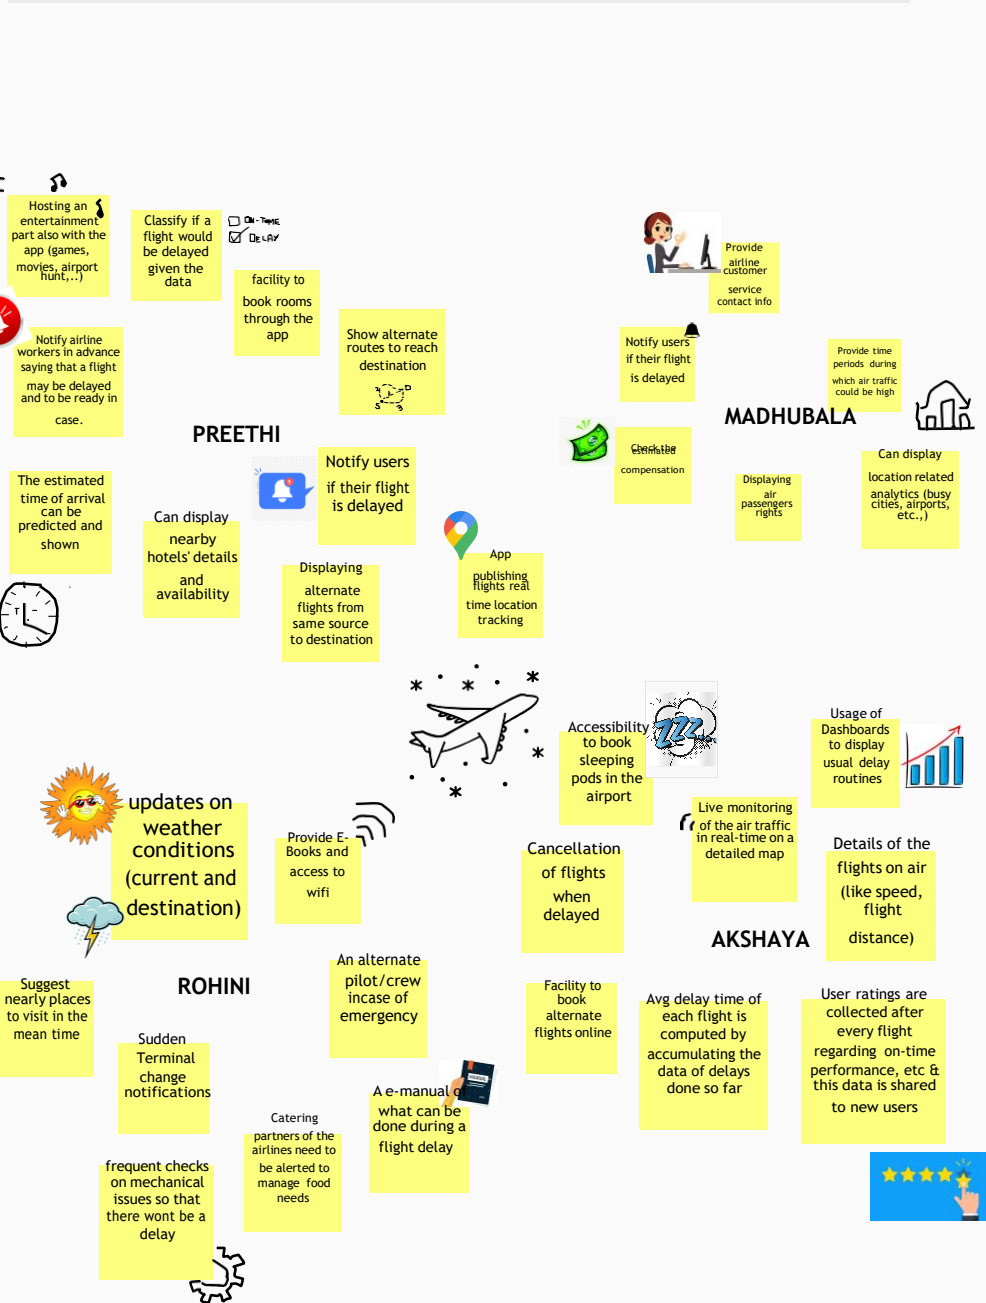 Hosting an
entertainment
part also with the
app (games,
movies, airport
hunt,..)
Classify if a
flight would
be delayed
given the
data
ON-TIME
DELAY
facility to
book rooms
through the
app
Show alternate
routes to reach
destination
S
D
3
Notify airline
workers in advance
saying that a flight
may be delayed
and to be ready in
case.
PREETHI
Notify users
if their flight
is delayed
The estimated
time of arrival
can be
predicted and
shown
Can display
nearby
hotels' details
and
availability
Displaying
alternate
flights from
same source
to destination
App
publishing
flights real
time location
tracking
Provide
airline
customer
service
contact info
Notify users
if their flight
is delayed
Provide time
periods during
which air traffic
could be high
MADHUBALA
Check the
estimated
compensation
Displaying
air
passengers
rights
Can display
location related
analytics (busy
cities, airports,
etc.,)
updates on
weather
conditions
(current and
destination)
Provide E-
Books and
access to
wifi
ROHINI
An alternate
pilot/crew
incase of
emergency
Suggest
nearly places
to visit in the
mean time
Sudden
Terminal
change
notifications
A e-manual of
what can be
done during a
flight delay
MANUAL
Catering
partners of the
airlines need to
be alerted to
manage food
needs
frequent checks
on mechanical
issues so that
there wont be a
delay
Accessibility
to book
sleeping
pods in the
airport
ZZZ...
Usage of
Dashboards
to display
usual delay
routines
Live monitoring
of the air traffic
in real-time on a
detailed map
Cancellation
of flights
when
delayed
Details of the
flights on air
(like speed,
flight
distance)
AKSHAYA
Facility to
book
alternate
flights online
Avg delay time of
each flight is
computed by
accumulating the
data of delays
done so far
User ratings are
collected after
every flight
regarding on-time
performance, etc &
this data is shared
to new users